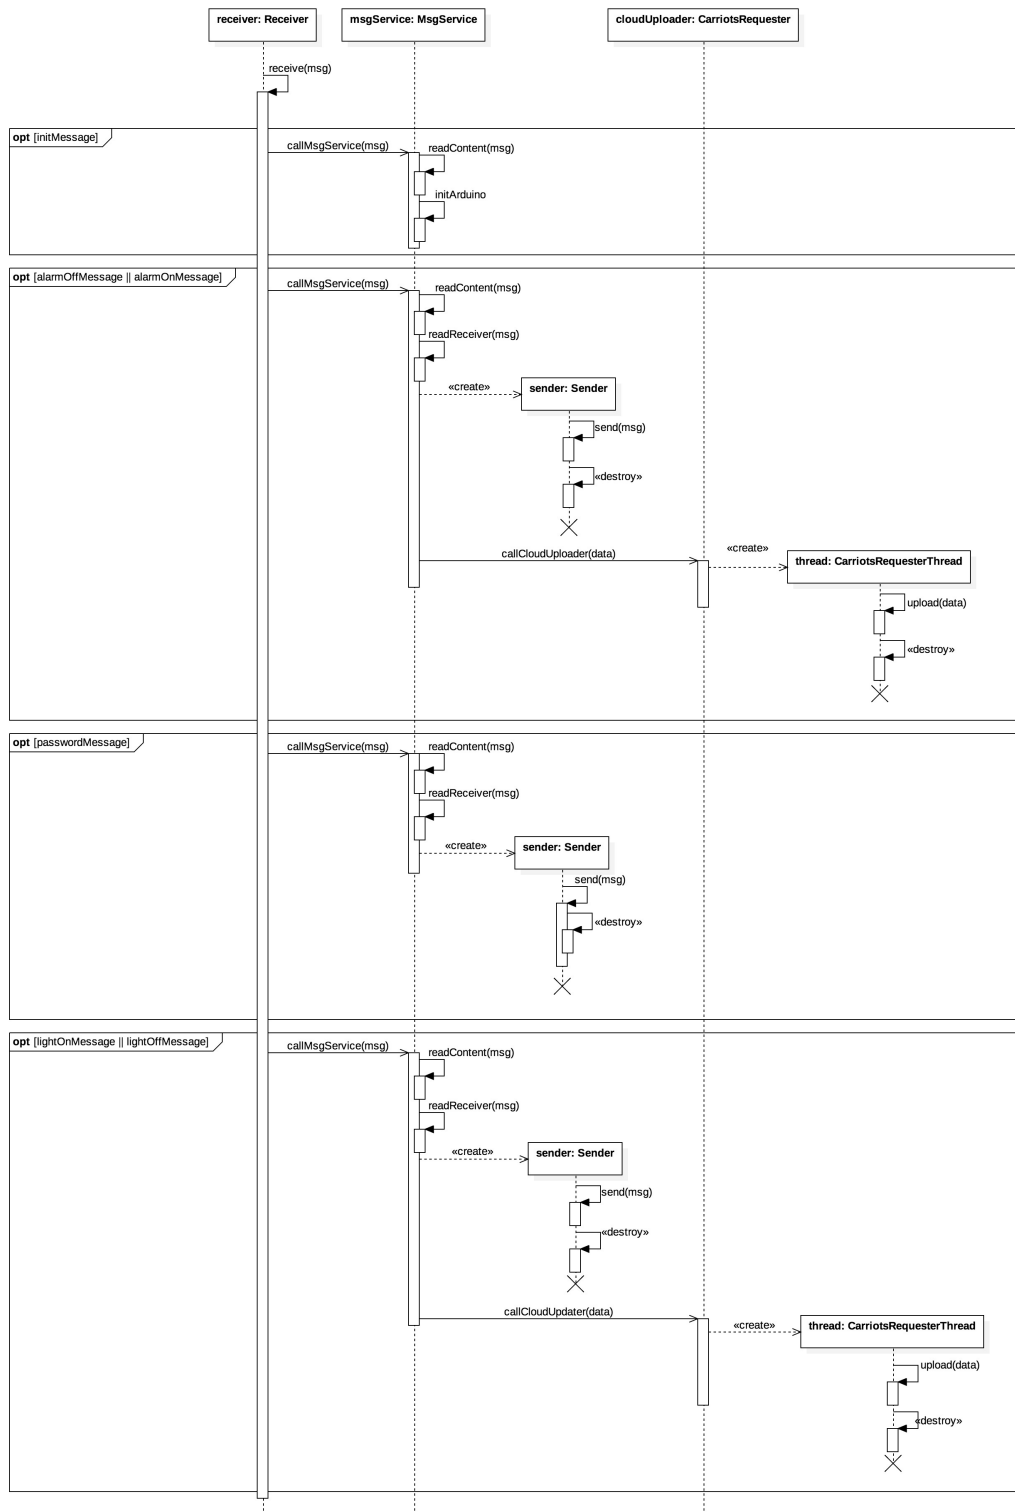 receiver: Receiver
msgService: MsgService
cloudUploader: CarriotsRequester
receive(msg)
opt [initMessage]
callMsgService(msg)
readContent(msg)
initArduino
opt [alarmOffMessage || alarmOnMessage]
callMsgService(msg)
readContent(msg)
readReceiver(msg)
«create»
sender: Sender
send(msg)
«destroy»
callCloudUploader(data)
«create»
thread: CarriotsRequesterThread
upload(data)
«destroy»
opt [passwordMessage]
callMsgService(msg)
readContent(msg)
readReceiver(msg)
«create»
sender: Sender
send(msg)
«destroy»
opt [lightOnMessage || lightOffMessage]
callMsgService(msg)
readContent(msg)
readReceiver(msg)
«create»
sender: Sender
send(msg)
«destroy»
callCloudUpdater(data)
«create»
thread: CarriotsRequesterThread
upload(data)
«destroy»